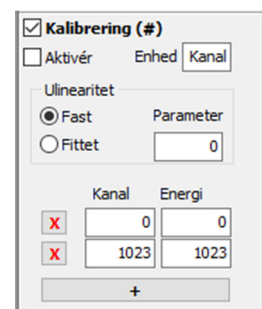 Kalibrering (#)
Aktivér Enhed Kanal
Ulinearitet
Fast Parameter
Fittet 0
Kanal Energi
X 0 0
X 1023 1023
+